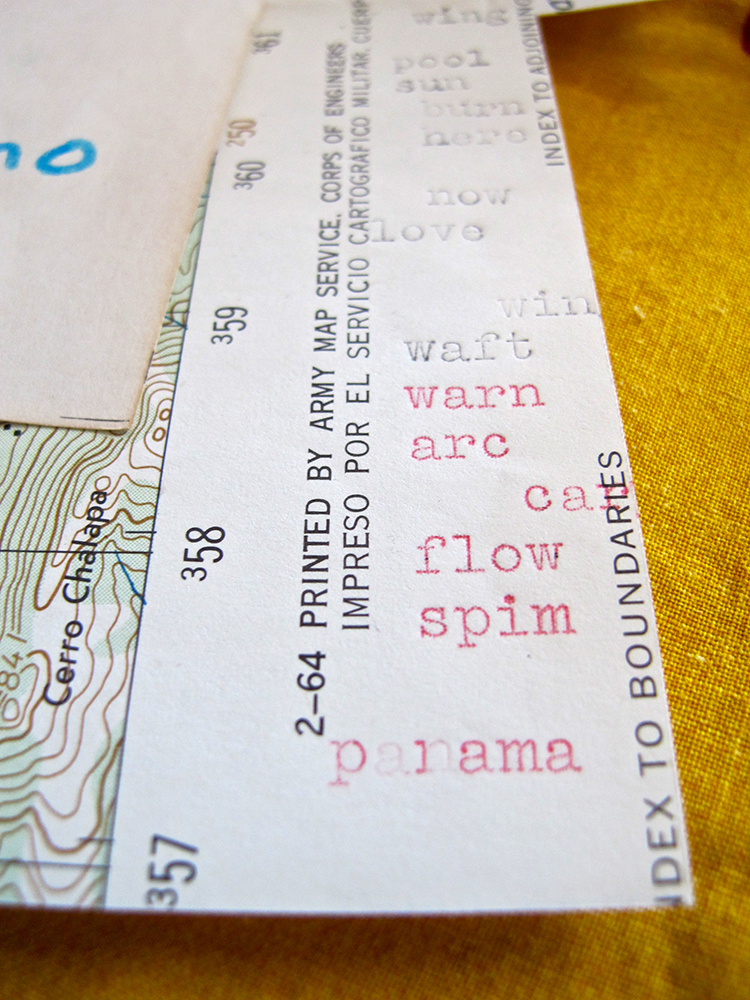 wing
pool
sun
burn
here
now
love
win
waft
warn
arc
flow
spim
panama
2-64 PRINTED BY ARMY MAP SERVICE, CORPS OF ENGINEERS
IMPRESO POR EL SERVICIO CARTOGRAFICO MILITAR, CUERP
INDEX TO ADJOINING
NDEX TO BOUNDARIES
361
250
360
359
358
357
Cerro Chalapa
84
no